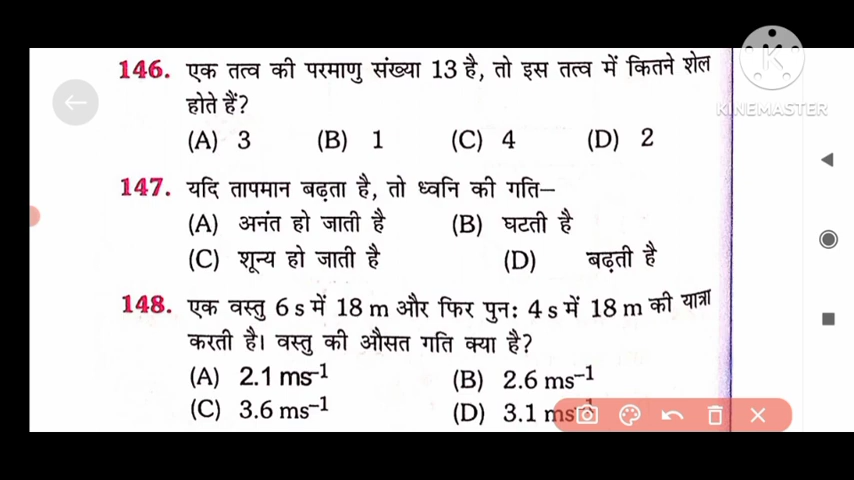 KINEMASTER
146. एक तत्व की परमाणु संख्या 13 है, तो इस तत्व में कितने शेल
होते हैं?
(A) 3 (B) 1 (C) 4 (D) 2
147. यदि तापमान बढ़ता है, तो ध्वनि की गति–
(A) अनंत हो जाती है (B) घटती है
(C) शून्य हो जाती है (D) बढ़ती है
148. एक वस्तु 6 s में 18 m और फिर पुन: 4 s में 18 m की यात्रा
करती है। वस्तु की औसत गति क्या है?
(A) 2.1 ms⁻¹ (B) 2.6 ms⁻¹
(C) 3.6 ms⁻¹ (D) 3.1 ms⁻¹